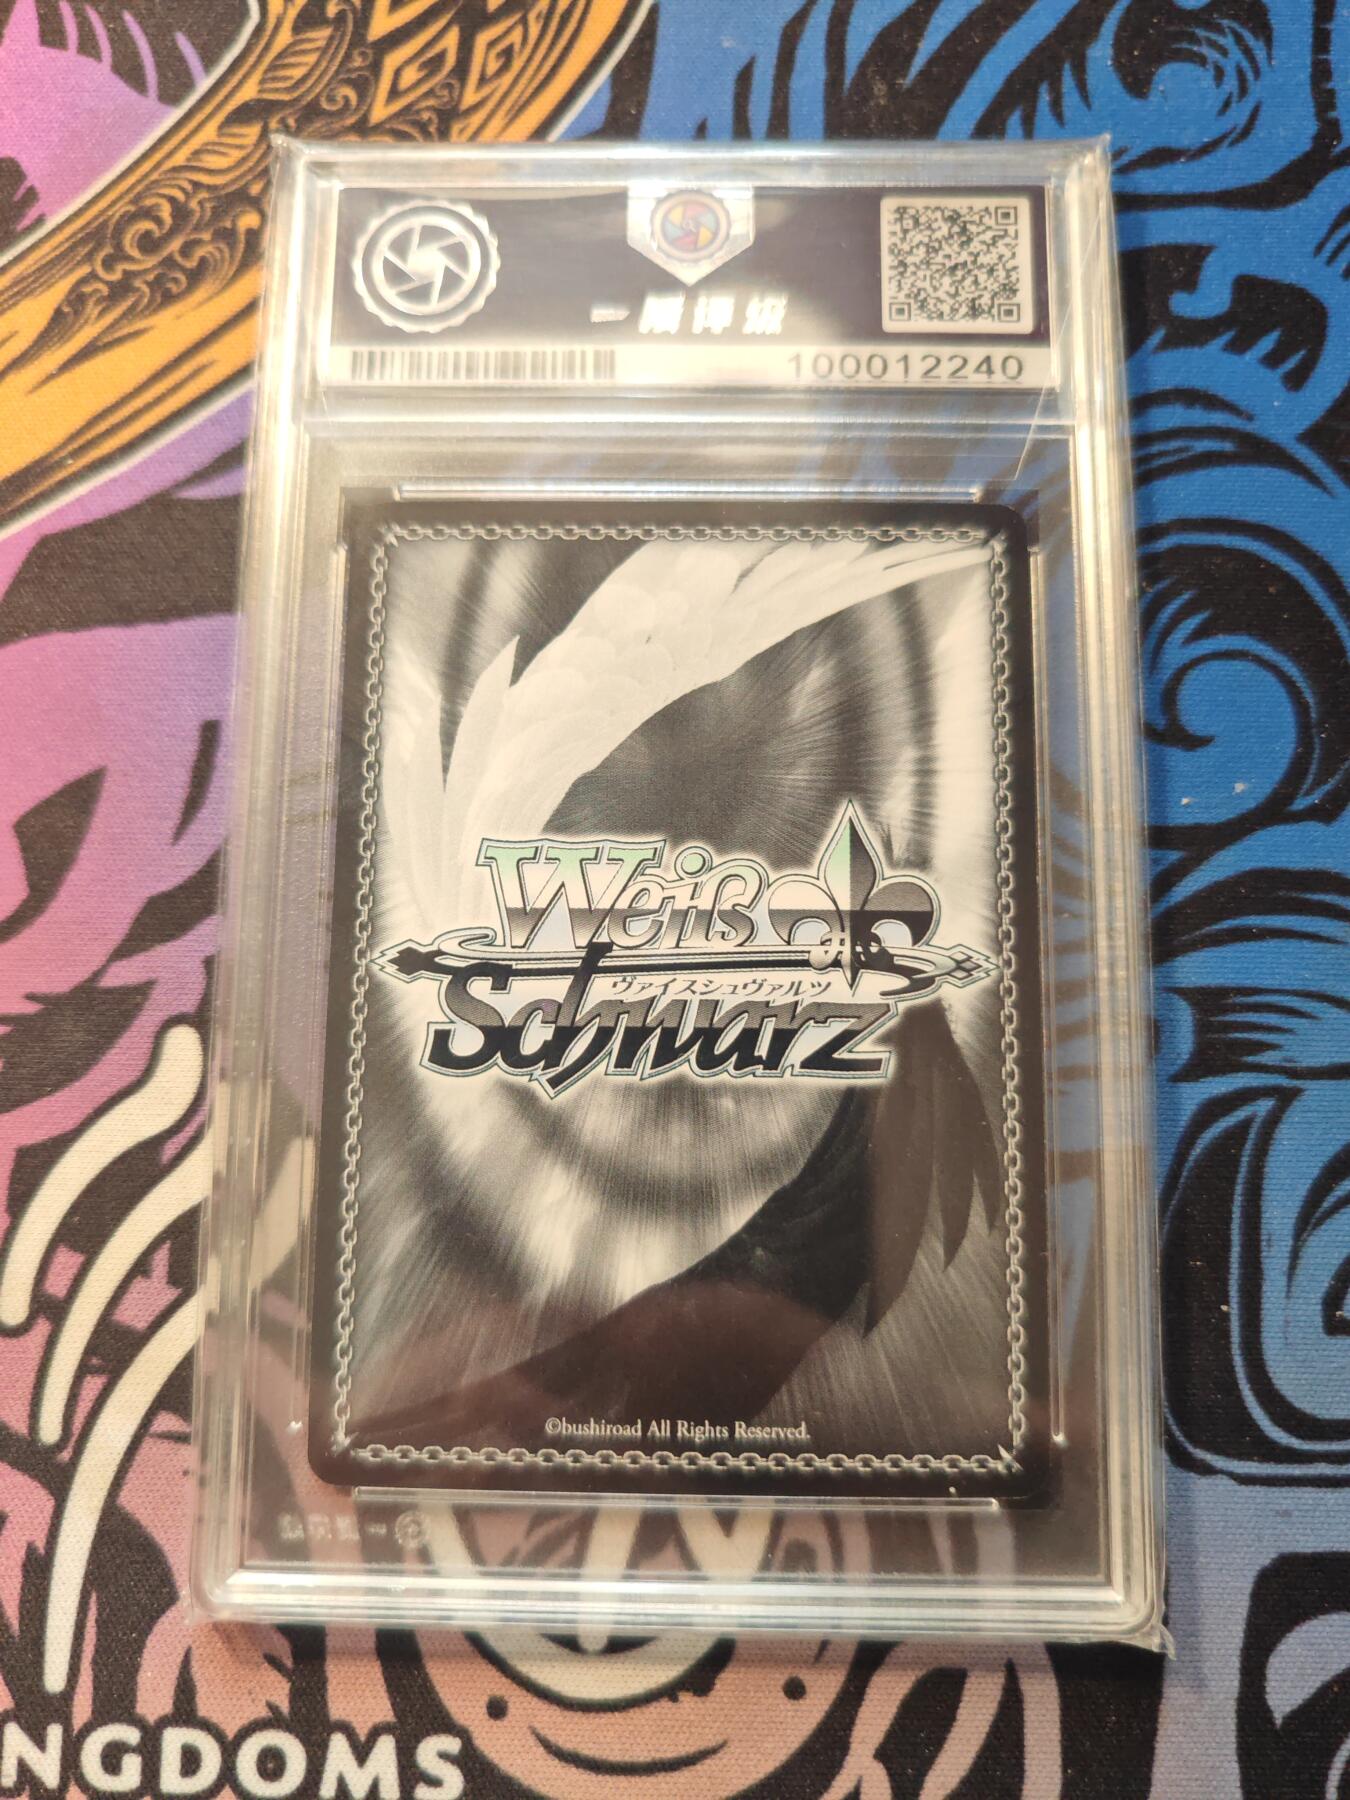 100012240
Weiß
ヴァイスシュヴァルツ
Schwarz
©bushiroad All Rights Reserved.
NGDOMS